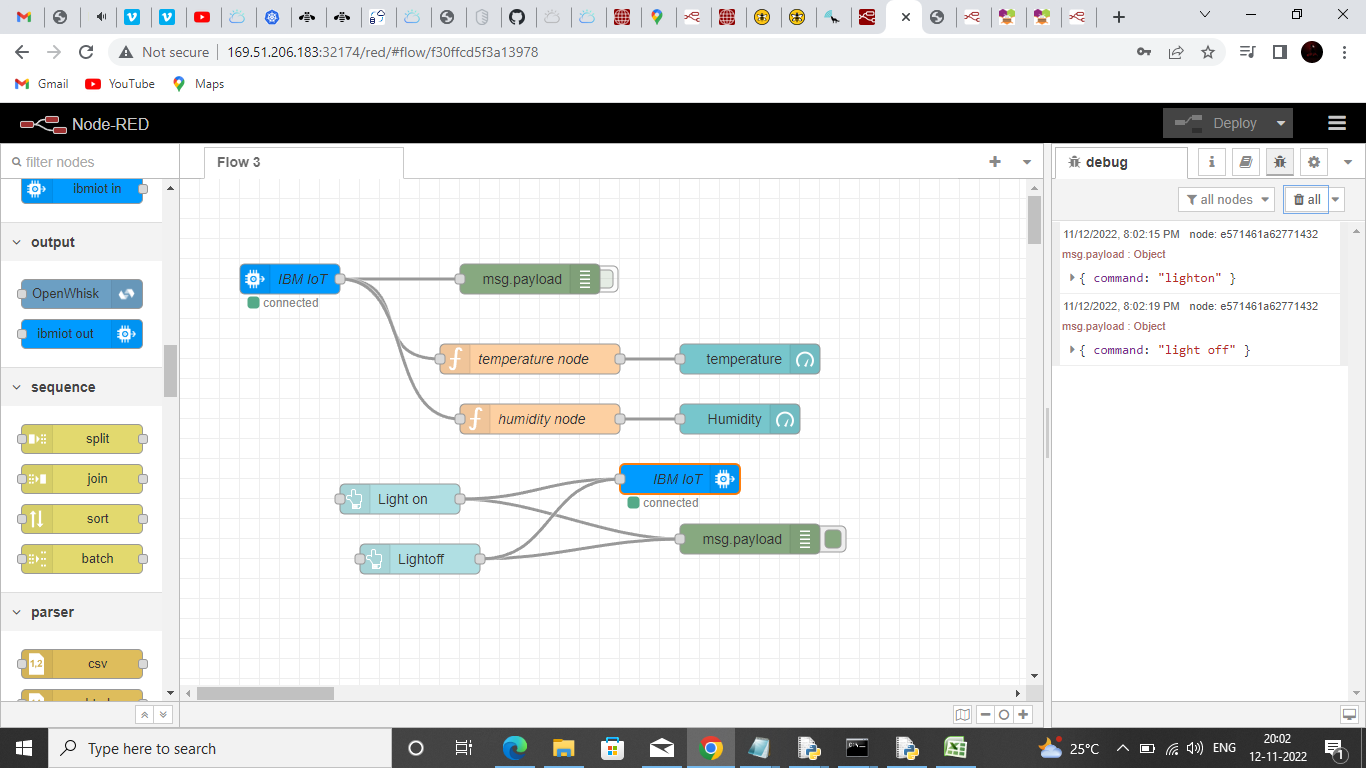 Not secure
169.51.206.183:32174/red/#flow/f30ffcd5f3a13978
Gmail
YouTube
Maps
Node-RED
Deploy
filter nodes
ibmiot in
output
OpenWhisk
ibmiot out
sequence
split
join
sort
batch
parser
csv
Flow 3
IBM IoT
connected
msg.payload
temperature node
temperature
humidity node
Humidity
IBM IoT
connected
Light on
Lightoff
msg.payload
debug
all nodes
all
11/12/2022, 8:02:15 PM node: e571461a62771432
msg.payload : Object
{ command: "lighton" }
11/12/2022, 8:02:19 PM node: e571461a62771432
msg.payload : Object
{ command: "light off" }
Type here to search
25°C
ENG
20:02
12-11-2022
1